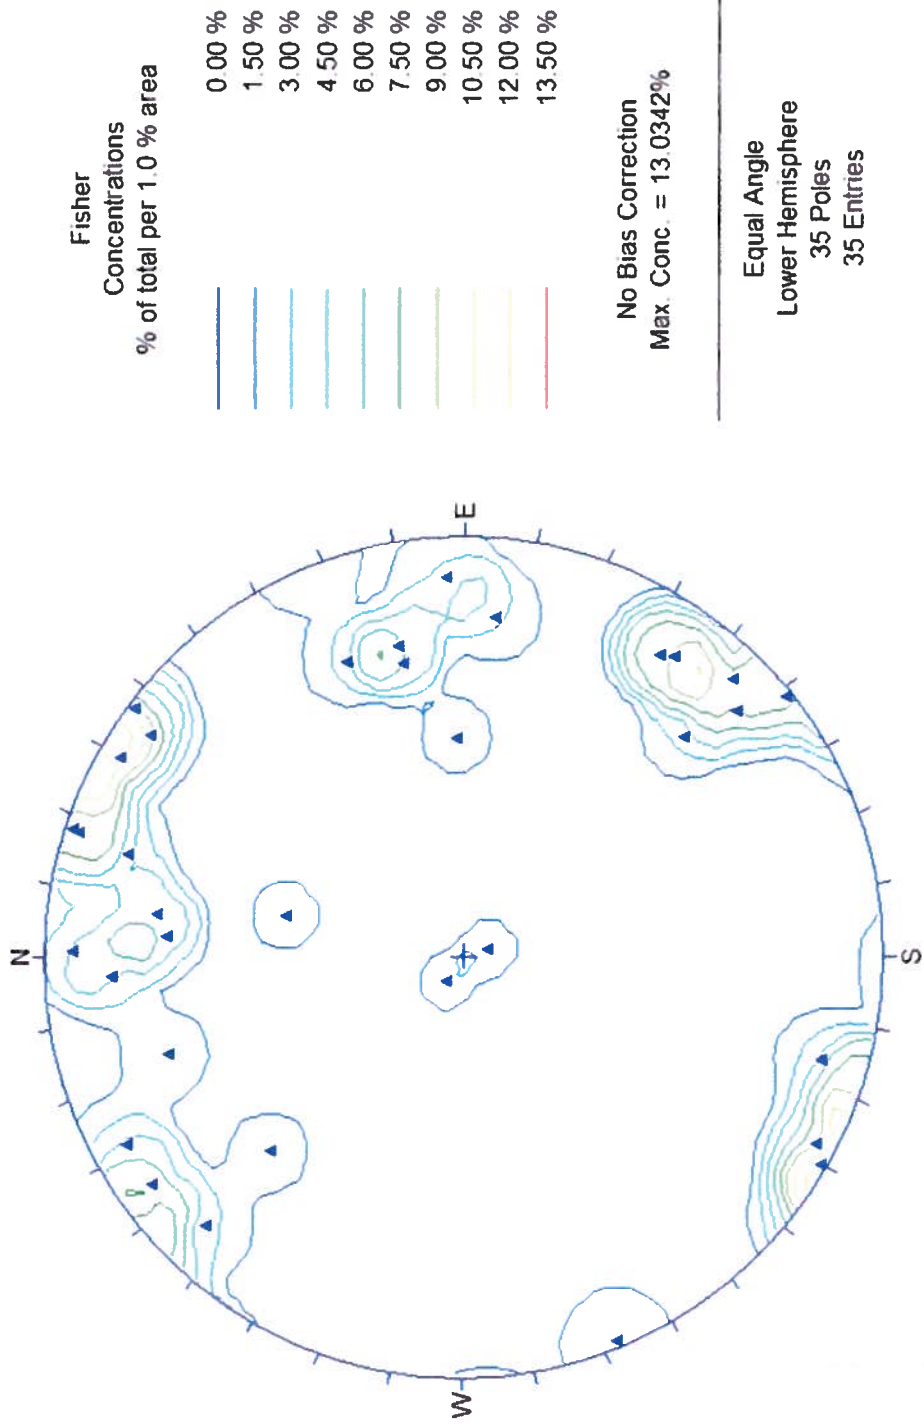 Fisher
Concentrations
% of total per 1.0 % area
0.00 %
1.50 %
3.00 %
4.50 %
6.00 %
7.50 %
9.00 %
10.50 %
12.00 %
13.50 %
No Bias Correction
Max. Conc. = 13.0342%
Equal Angle
Lower Hemisphere
35 Poles
35 Entries
N
E
S
W